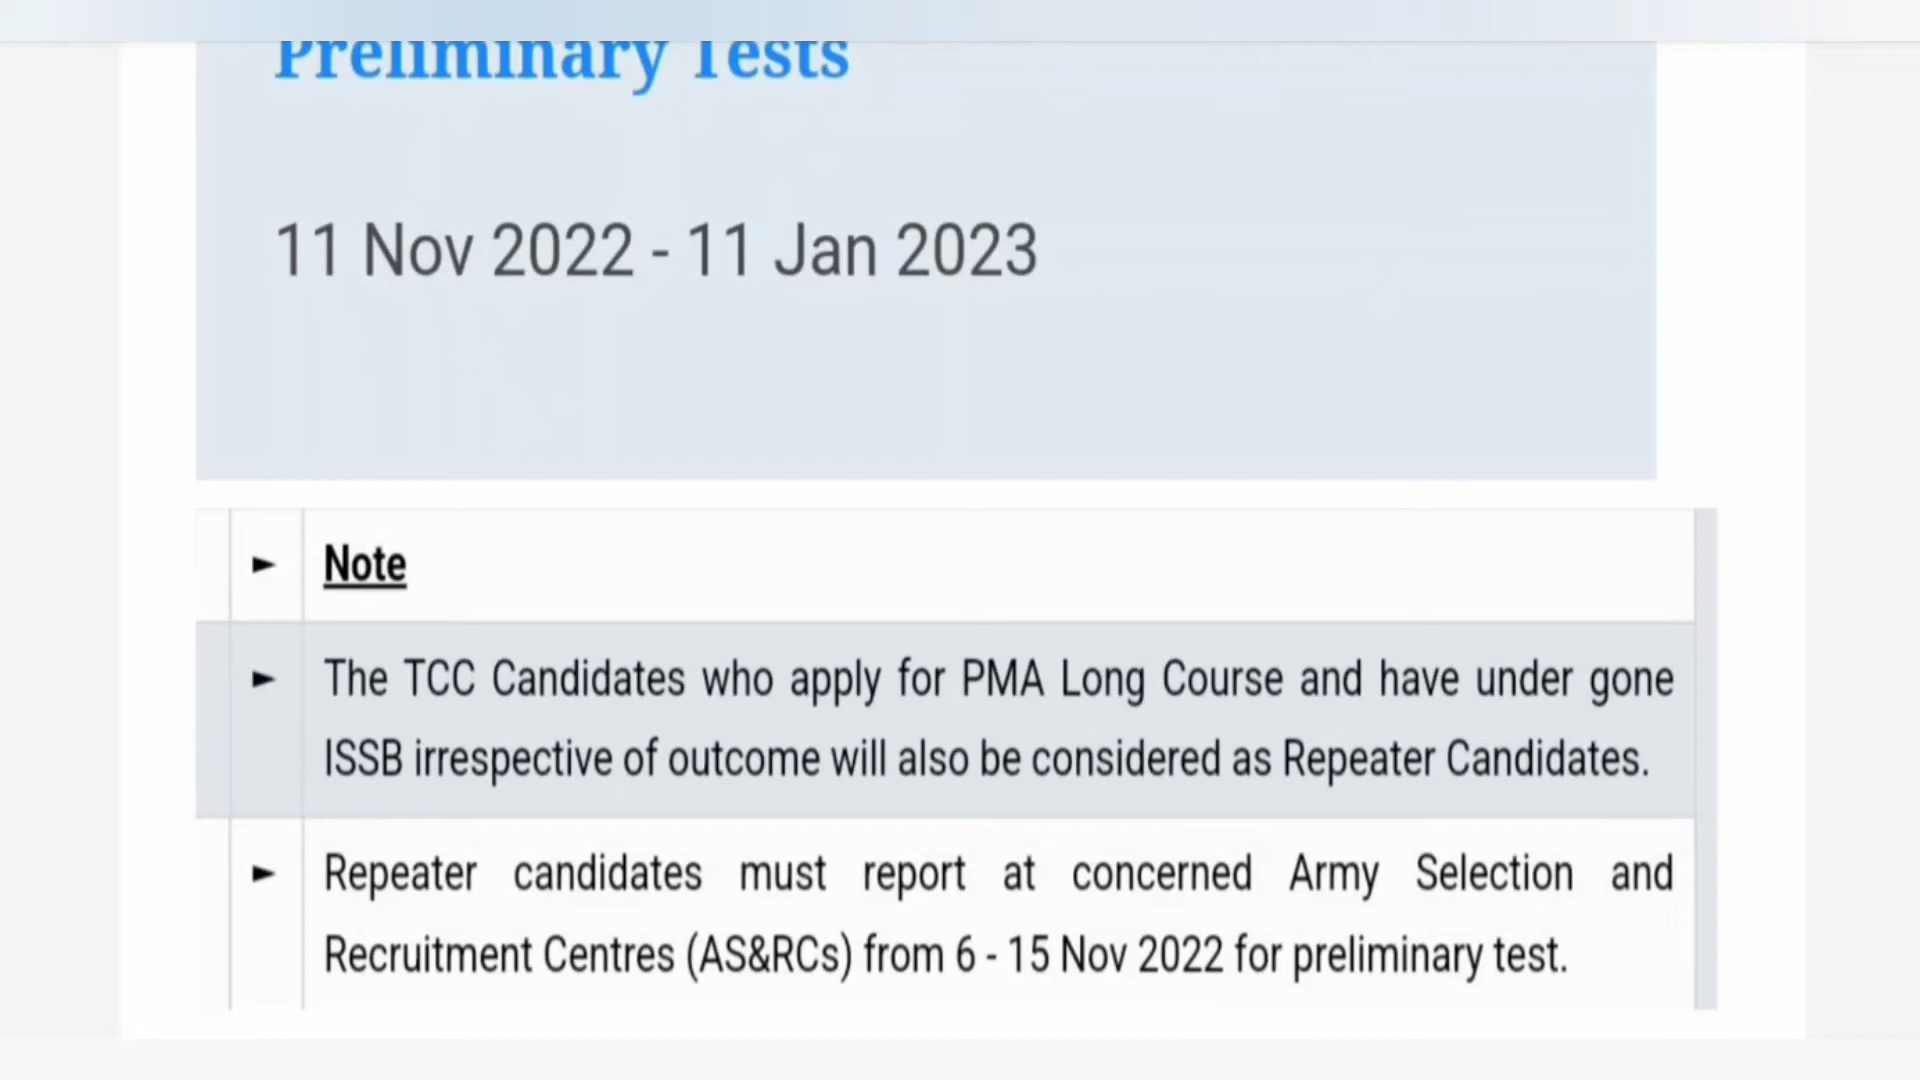 Preliminary Tests
11 Nov 2022 - 11 Jan 2023
► Note
► The TCC Candidates who apply for PMA Long Course and have under gone
ISSB irrespective of outcome will also be considered as Repeater Candidates.
► Repeater candidates must report at concerned Army Selection and
Recruitment Centres (AS&RCs) from 6 - 15 Nov 2022 for preliminary test.